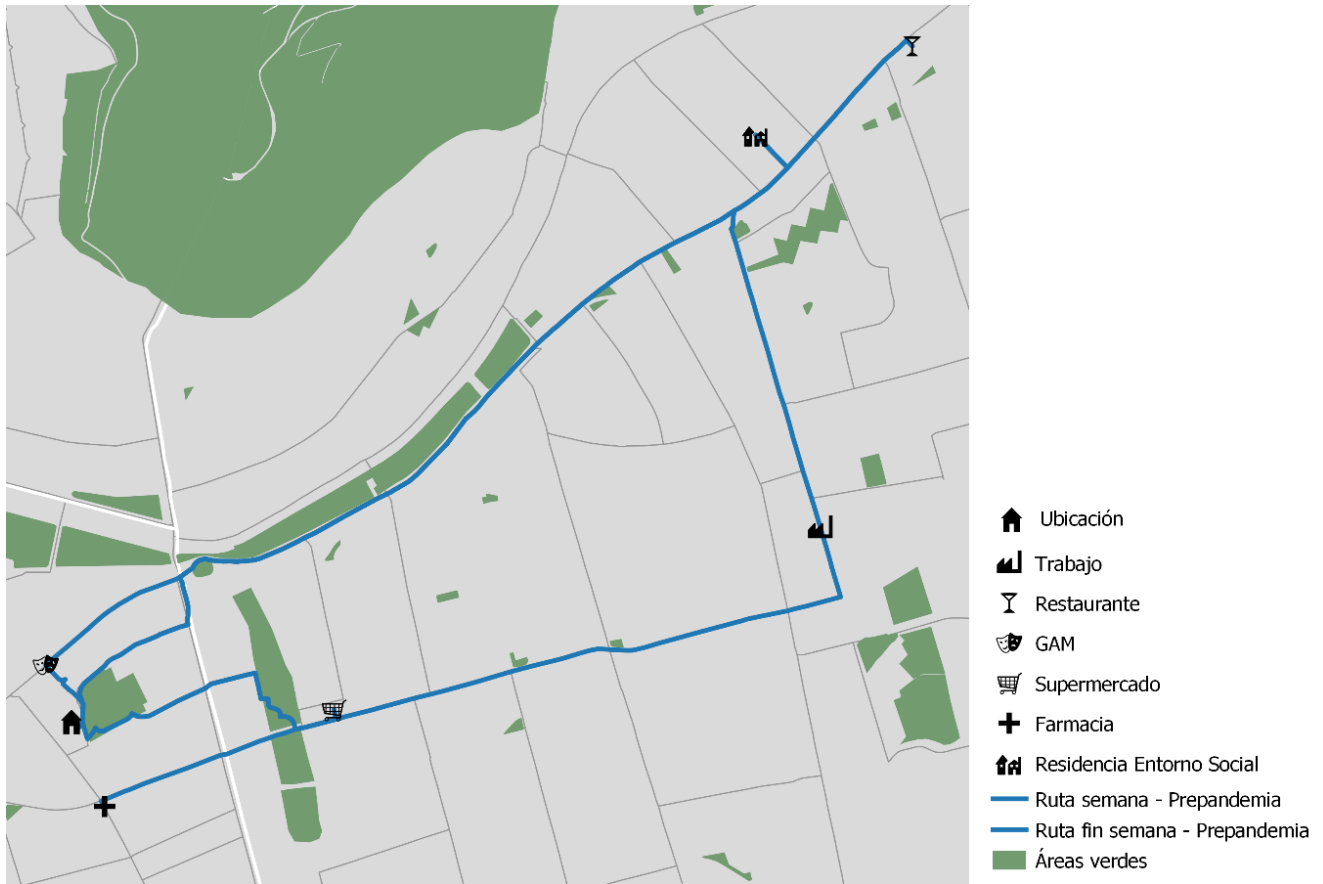 Ubicación
Trabajo
Restaurante
GAM
Supermercado
Farmacia
Residencia Entorno Social
Ruta semana - Prepandemia
Ruta fin semana - Prepandemia
Áreas verdes